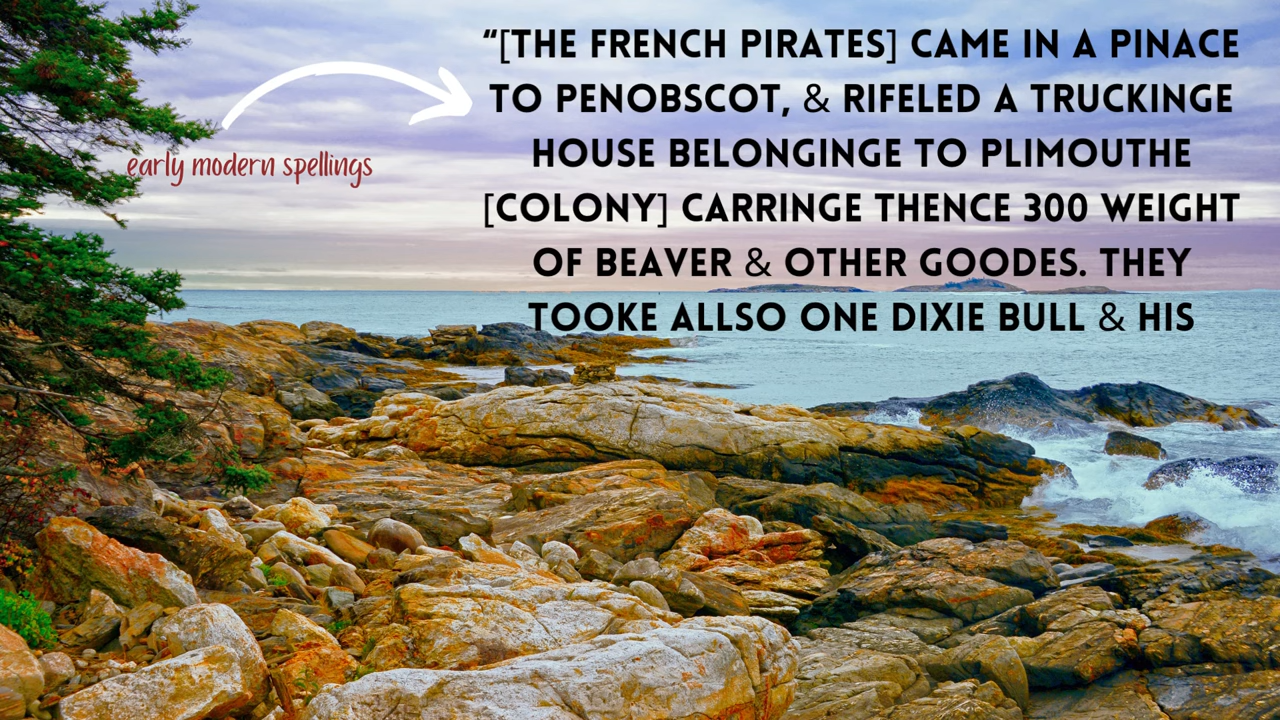 “[THE FRENCH PIRATES] CAME IN A PINACE
TO PENOBSCOT, & RIFELED A TRUCKINGE
HOUSE BELONGINGE TO PLIMOUTHE
[COLONY] CARRINGE THENCE 300 WEIGHT
OF BEAVER & OTHER GOODES. THEY
TOOKE ALLSO ONE DIXIE BULL & HIS
early modern spellings